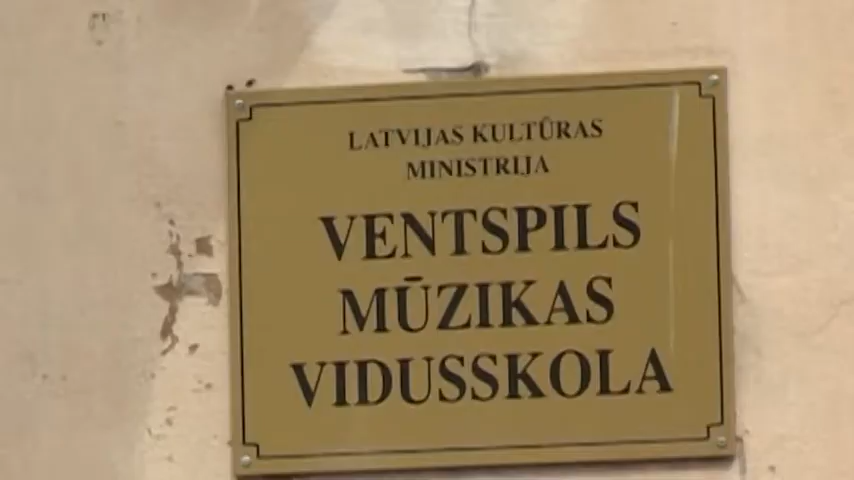 LATVIJAS KULTŪRAS
MINISTRIJA
VENTSPILS
MŪZIKAS
VIDUSSKOLA